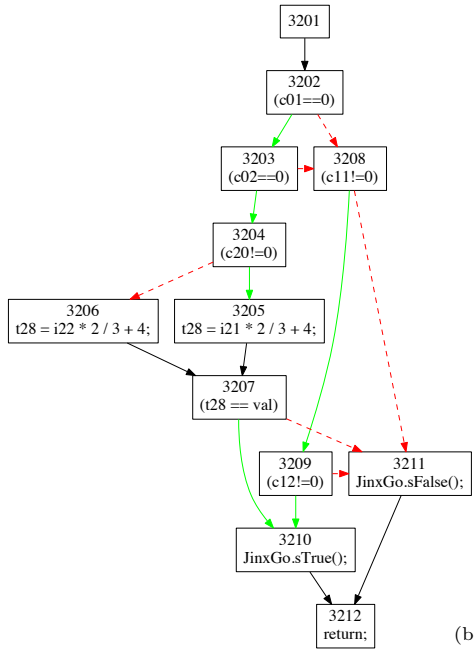 3201
3202
(c01==0)
3203
(c02==0)
3208
(c11!=0)
3204
(c20!=0)
3206
t28 = i22 * 2 / 3 + 4;
3205
t28 = i21 * 2 / 3 + 4;
3207
(t28 == val)
3209
(c12!=0)
3211
JinxGo.sFalse();
3210
JinxGo.sTrue();
3212
return;
(b